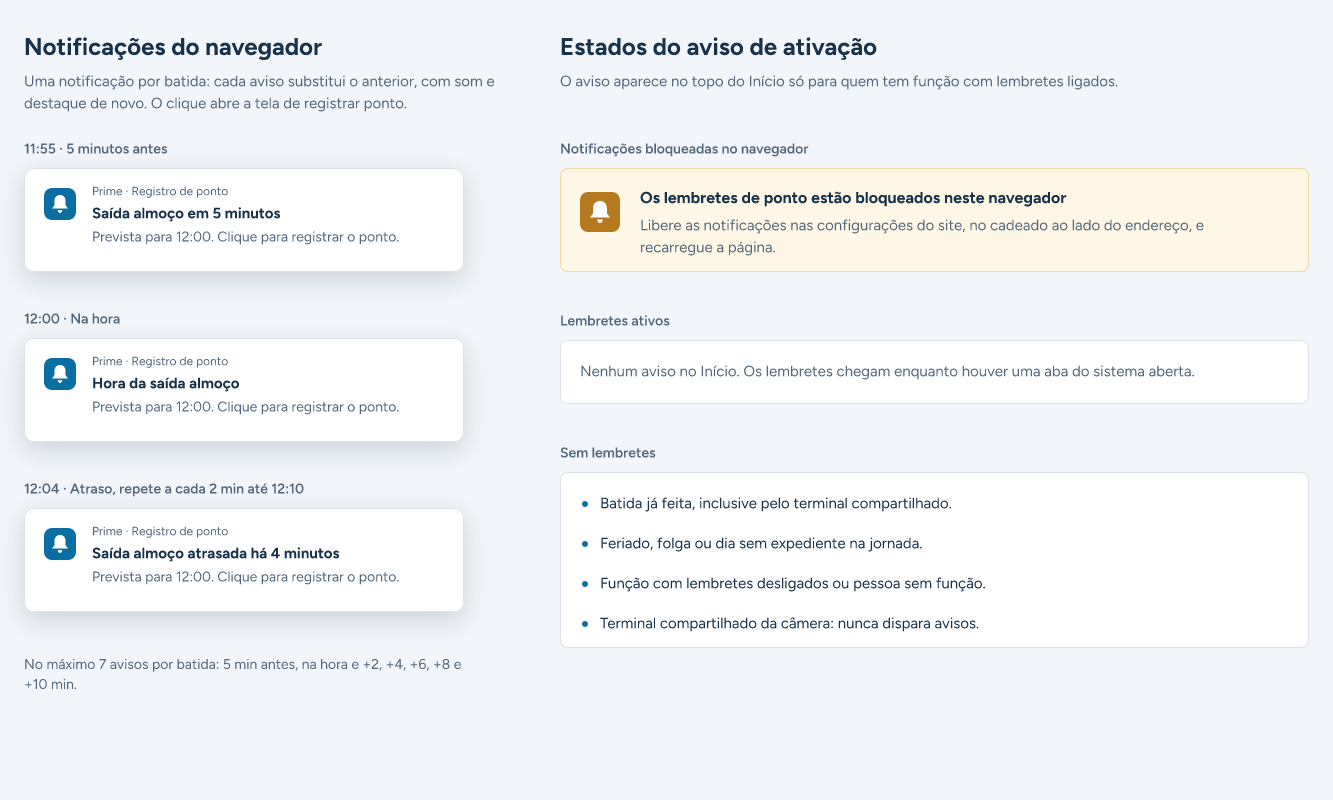 Notificações do navegador
Uma notificação por batida: cada aviso substitui o anterior, com som e
destaque de novo. O clique abre a tela de registrar ponto.
11:55 · 5 minutos antes
Prime · Registro de ponto
Saída almoço em 5 minutos
Prevista para 12:00. Clique para registrar o ponto.
12:00 · Na hora
Prime · Registro de ponto
Hora da saída almoço
Prevista para 12:00. Clique para registrar o ponto.
12:04 · Atraso, repete a cada 2 min até 12:10
Prime · Registro de ponto
Saída almoço atrasada há 4 minutos
Prevista para 12:00. Clique para registrar o ponto.
No máximo 7 avisos por batida: 5 min antes, na hora e +2, +4, +6, +8 e
+10 min.
Estados do aviso de ativação
O aviso aparece no topo do Início só para quem tem função com lembretes ligados.
Notificações bloqueadas no navegador
Os lembretes de ponto estão bloqueados neste navegador
Libere as notificações nas configurações do site, no cadeado ao lado do endereço, e
recarregue a página.
Lembretes ativos
Nenhum aviso no Início. Os lembretes chegam enquanto houver uma aba do sistema aberta.
Sem lembretes
• Batida já feita, inclusive pelo terminal compartilhado.
• Feriado, folga ou dia sem expediente na jornada.
• Função com lembretes desligados ou pessoa sem função.
• Terminal compartilhado da câmera: nunca dispara avisos.